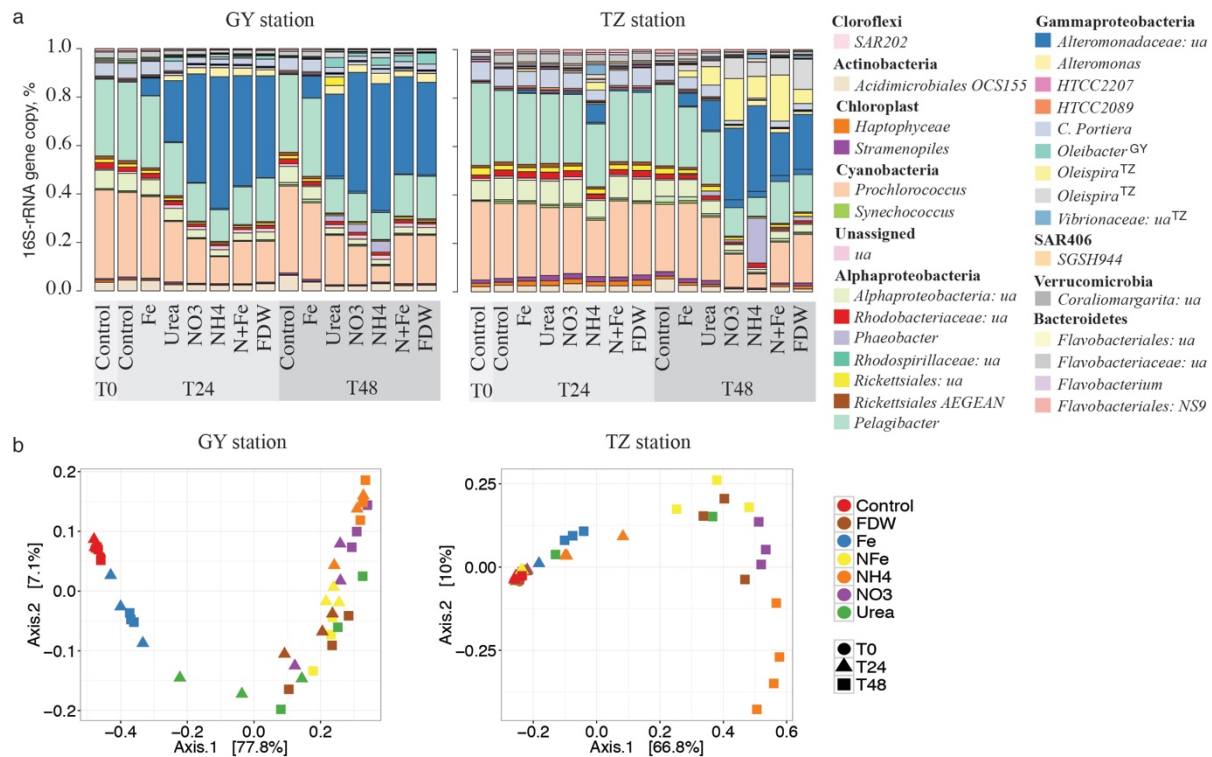 a
GY station
TZ station
16S-rRNA gene copy, %
1.0
0.8
0.6
0.4
0.2
0.0
Control
Control
Fe
Urea
NO3
NH4
N+Fe
FDW
Control
Fe
Urea
NO3
NH4
N+Fe
FDW
T0
T24
T48
Control
Control
Fe
Urea
NO3
NH4
N+Fe
FDW
Control
Fe
Urea
NO3
NH4
N+Fe
FDW
T0
T24
T48
Cloroflexi
SAR202
Actinobacteria
Acidimicrobiales OCS155
Chloroplast
Haptophyceae
Stramenopiles
Cyanobacteria
Prochlorococcus
Synechococcus
Unassigned
ua
Alphaproteobacteria
Alphaproteobacteria: ua
Rhodobacteriaceae: ua
Phaeobacter
Rhodospirillaceae: ua
Rickettsiales: ua
Rickettsiales AEGEAN
Pelagibacter
Gammaproteobacteria
Alteromonadaceae: ua
Alteromonas
HTCC2207
HTCC2089
C. Portiera
Oleibacter GY
Oleispira TZ
Oleispira TZ
Vibrionaceae: ua TZ
SAR406
SGSH944
Verrucomicrobia
Coraliomargarita: ua
Bacteroidetes
Flavobacteriales: ua
Flavobacteriaceae: ua
Flavobacterium
Flavobacteriales: NS9
b
GY station
TZ station
Axis.2 [7.1%]
0.2
0.1
0.0
−0.1
−0.2
−0.4
−0.2
0.0
0.2
Axis.1 [77.8%]
Axis.2 [10%]
0.25
0.00
−0.25
−0.2
0.0
0.2
0.4
0.6
Axis.1 [66.8%]
Control
FDW
Fe
NFe
NH4
NO3
Urea
T0
T24
T48